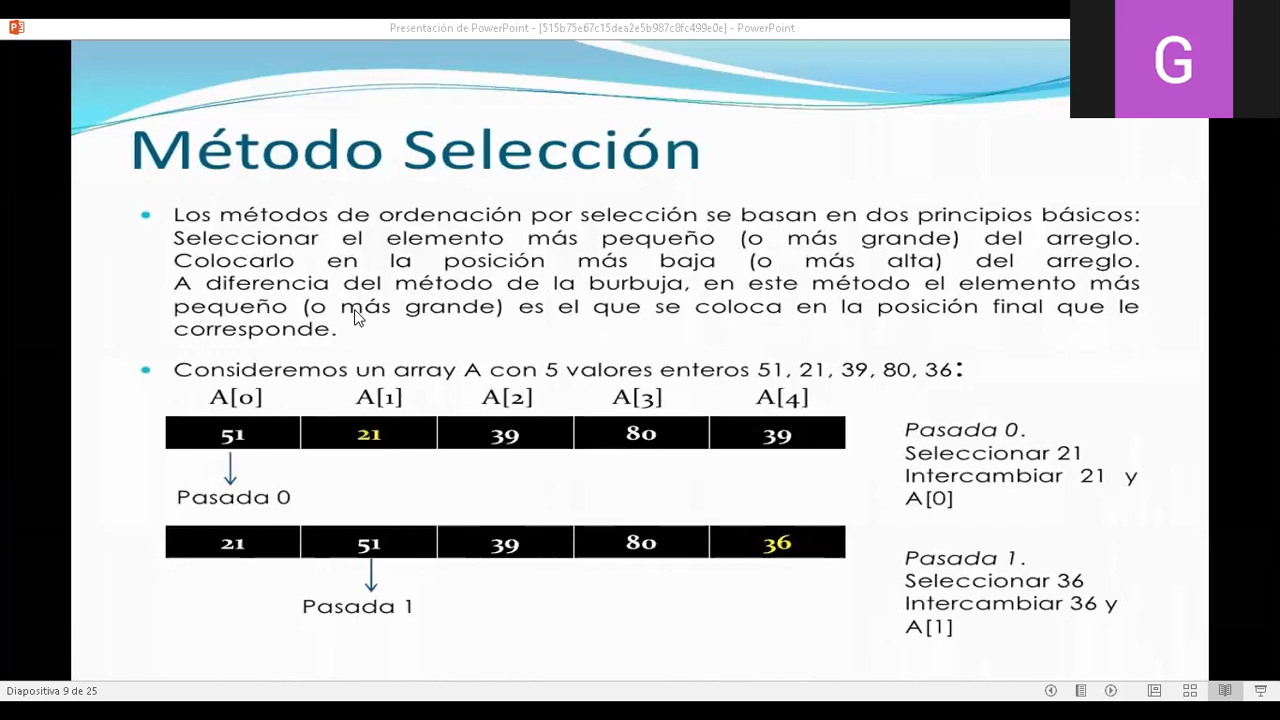 Presentación de PowerPoint - [515b75e67c15dea2e5b987c8fc499e0e] - PowerPoint
G
Método Selección
Los métodos de ordenación por selección se basan en dos principios básicos:
Seleccionar el elemento más pequeño (o más grande) del arreglo.
Colocarlo en la posición más baja (o más alta) del arreglo.
A diferencia del método de la burbuja, en este método el elemento más
pequeño (o más grande) es el que se coloca en la posición final que le
corresponde.
Consideremos un array A con 5 valores enteros 51, 21, 39, 80, 36:
A[0] A[1] A[2] A[3] A[4]
51 21 39 80 39
Pasada 0
Pasada 0.
Seleccionar 21
Intercambiar 21 y
A[0]
21 51 39 80 36
Pasada 1
Pasada 1.
Seleccionar 36
Intercambiar 36 y
A[1]
Diapositiva 9 de 25